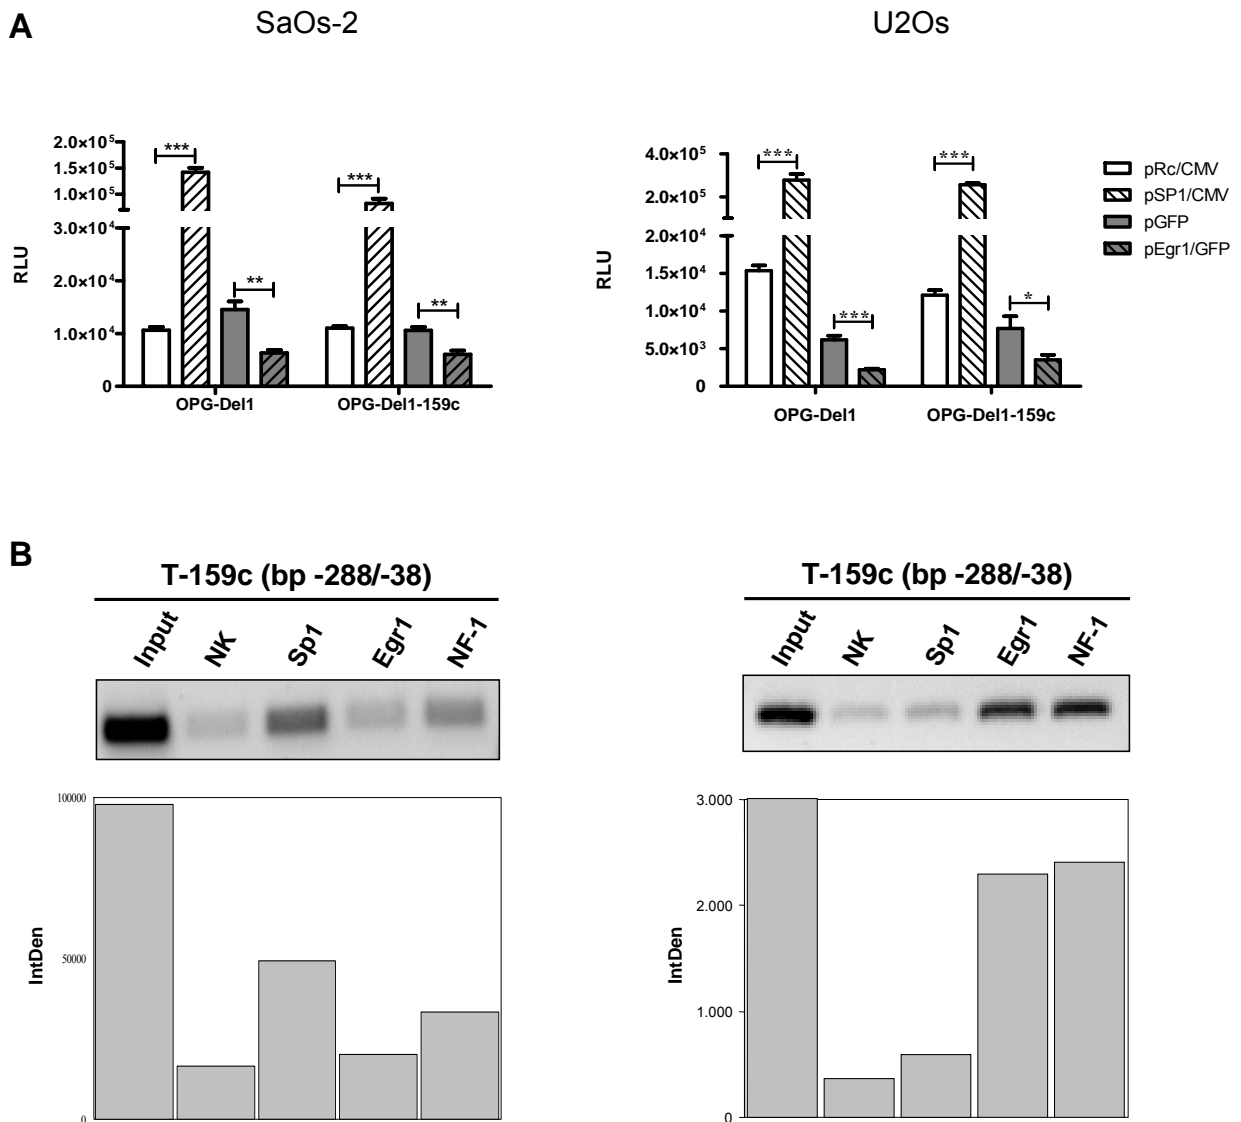 A
SaOs-2
U2Os
RLU
2.0×10⁵
1.5×10⁵
1.0×10⁵
3.0×10⁴
2.0×10⁴
1.0×10⁴
0
***
**
***
**
OPG-Del1
OPG-Del1-159c
RLU
4.0×10⁵
2.0×10⁵
2.0×10⁴
1.5×10⁴
1.0×10⁴
5.0×10³
0
***
***
***
*
OPG-Del1
OPG-Del1-159c
pRc/CMV
pSP1/CMV
pGFP
pEgr1/GFP
B
T-159c (bp -288/-38)
Input
NK
Sp1
Egr1
NF-1
IntDen
100000
50000
0
T-159c (bp -288/-38)
Input
NK
Sp1
Egr1
NF-1
IntDen
3.000
2.000
1.000
0